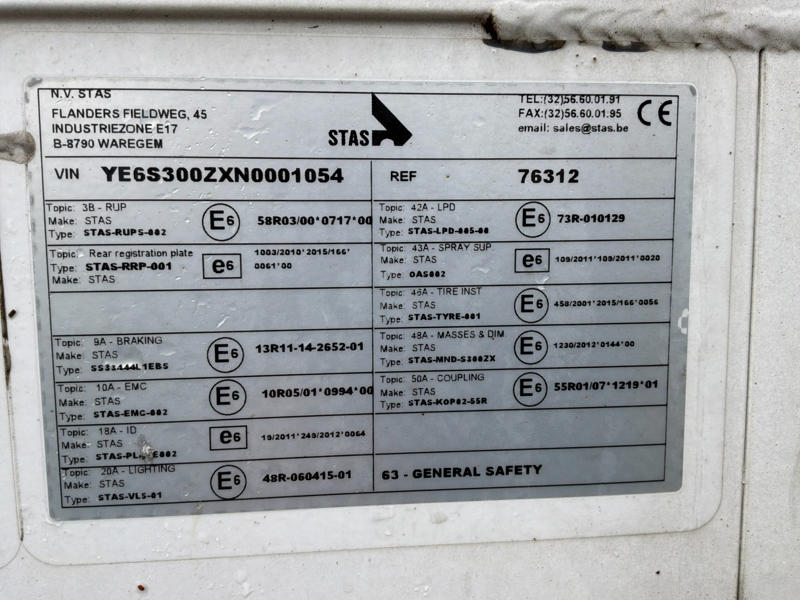 N.V. STAS
FLANDERS FIELDWEG, 45
INDUSTRIEZONE E17
B-8790 WAREGEM
STAS
TEL:(32)56.60.01.91
FAX:(32)56.60.01.95
email: sales@stas.be
CE
VIN YE6S300ZXN0001054
REF 76312
Topic: 3B - RUP
Make: STAS
Type: STAS-RUPS-002
E6 58R03/00*0717*00
Topic: Rear registration plate
Type: STAS-RRP-001
Make: STAS
e6 1003/2010*2015/166*
0061*00
Topic: 9A - BRAKING
Make: STAS
Type: SS33444L1EBS
E6 13R11-14-2652-01
Topic: 10A - EMC
Make: STAS
Type: STAS-EMC-002
E6 10R05/01*0994*00
Topic: 18A - ID
Make: STAS
Type:
e6 19/2011*249/2012*0064
Topic: 20A - LIGHTING
Make: STAS
Type: STAS-VLS-01
E6 48R-060415-01
Topic: 42A - LPD
Make: STAS
Type: STAS-LPD-005-00
E6 73R-010129
Topic: 43A - SPRAY SUP.
Make: STAS
Type: OAS002
e6 109/2011*109/2011*0020
Topic: 46A - TIRE INST
Make: STAS
Type: STAS-TYRE-001
E6 458/2001*2015/166*0056
Topic: 48A - MASSES & DIM
Make: STAS
Type: STAS-MND-S300ZX
E6 1230/2012*0144*00
Topic: 50A - COUPLING
Make: STAS
Type: STAS-KOP02-55R
E6 55R01/07*1219*01
63 - GENERAL SAFETY